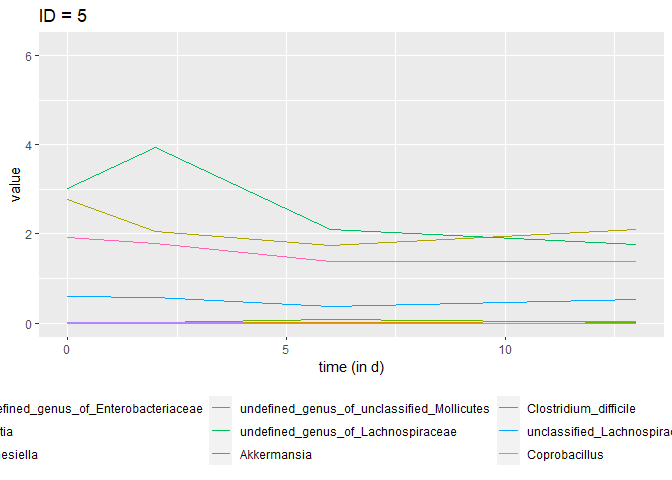 ID = 5
6
4
2
0
value
0 5 10
time (in d)
efined_genus_of_Enterobacteriaceae undefined_genus_of_unclassified_Mollicutes Clostridium_difficile
tia undefined_genus_of_Lachnospiraceae unclassified_Lachnospirac
esiella Akkermansia Coprobacillus